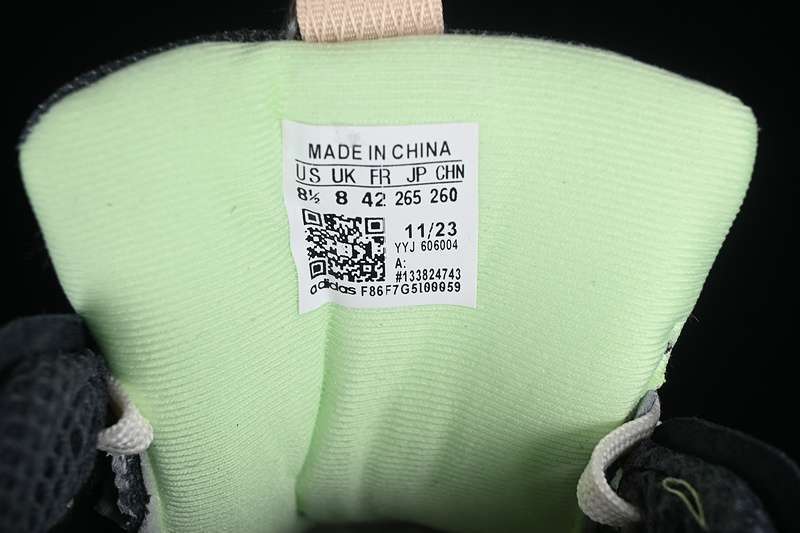 MADE IN CHINA
US UK FR JP CHN
8½ 8 42 265 260
11/23
YYJ 606004
A:
#133824743
adidas F86F7G5I09059